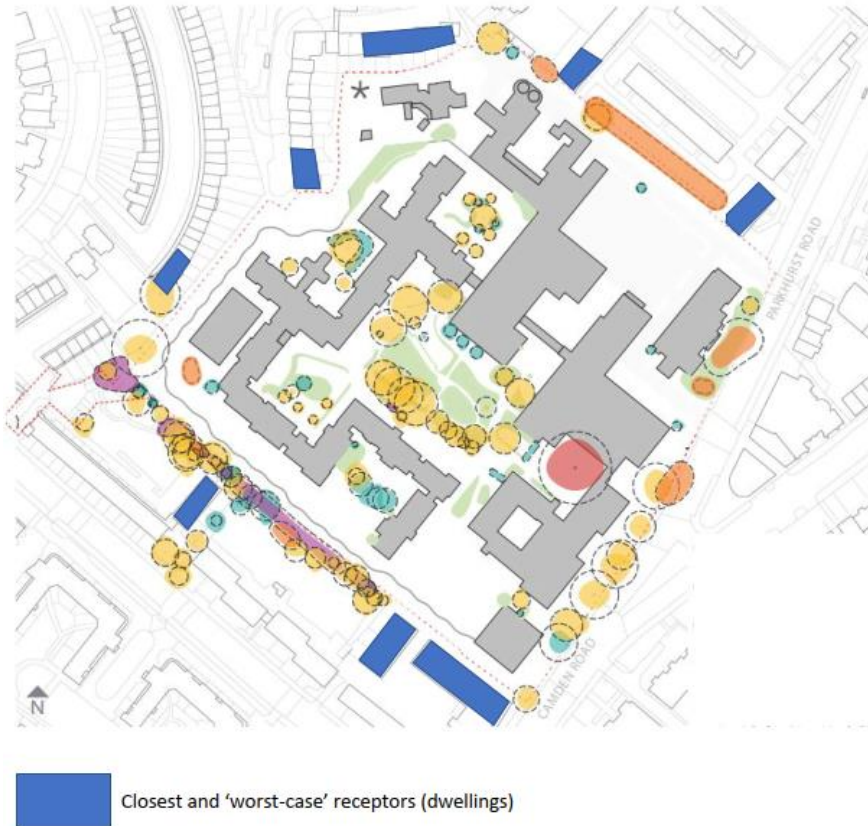 PARKHURST ROAD
CAMDEN ROAD
N
Closest and ‘worst-case’ receptors (dwellings)